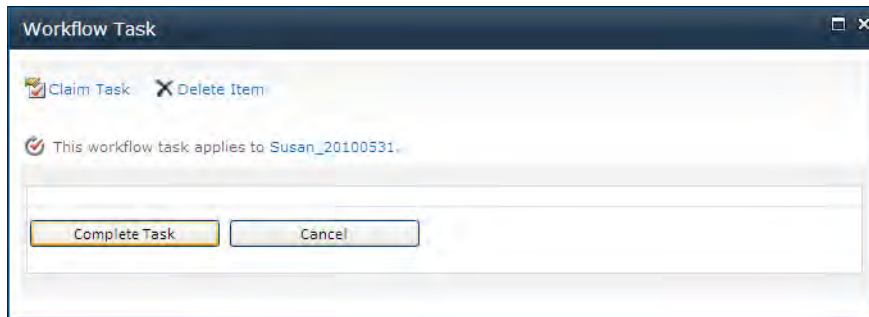 Workflow Task
Claim Task Delete Item
This workflow task applies to Susan_20100531.
Complete Task Cancel